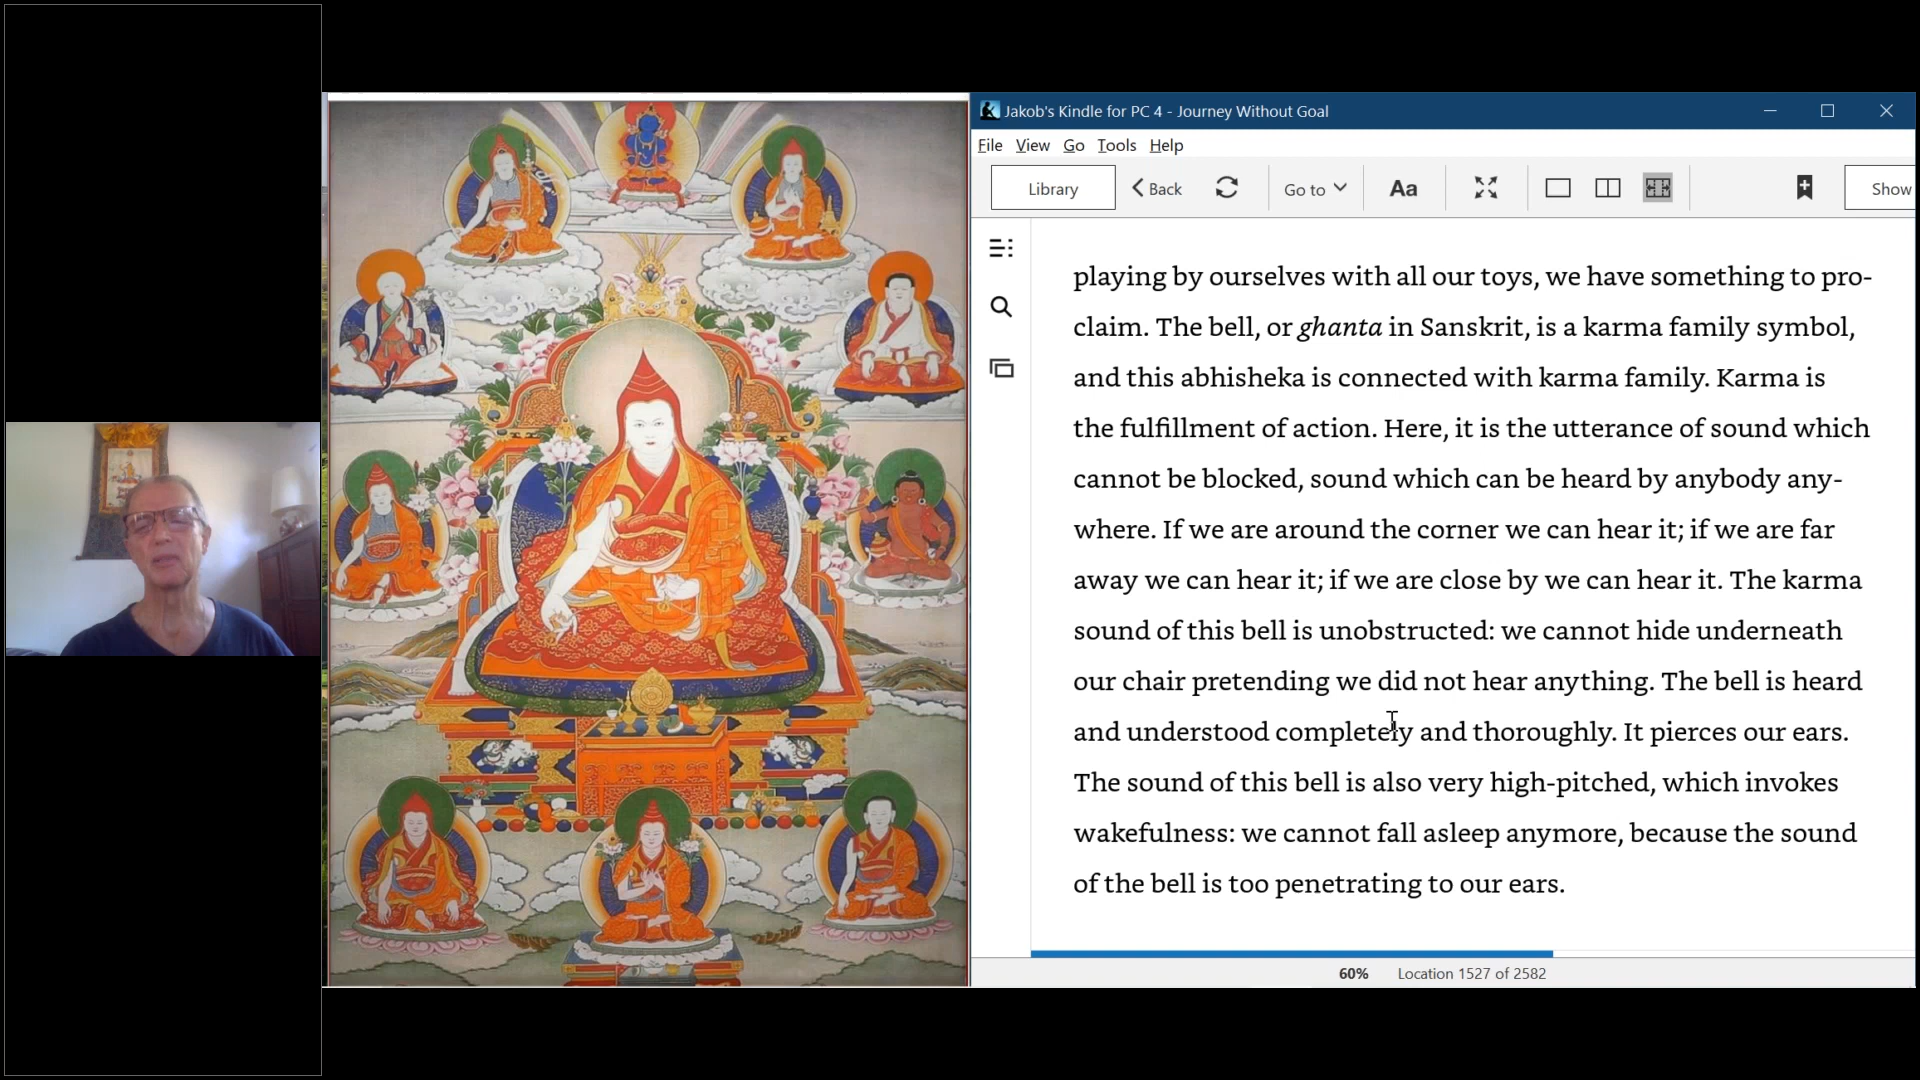 Jakob's Kindle for PC 4 - Journey Without Goal
File View Go Tools Help
Library Back Go to Aa Show
playing by ourselves with all our toys, we have something to pro-
claim. The bell, or ghanta in Sanskrit, is a karma family symbol,
and this abhisheka is connected with karma family. Karma is
the fulfillment of action. Here, it is the utterance of sound which
cannot be blocked, sound which can be heard by anybody any-
where. If we are around the corner we can hear it; if we are far
away we can hear it; if we are close by we can hear it. The karma
sound of this bell is unobstructed: we cannot hide underneath
our chair pretending we did not hear anything. The bell is heard
and understood completely and thoroughly. It pierces our ears.
The sound of this bell is also very high-pitched, which invokes
wakefulness: we cannot fall asleep anymore, because the sound
of the bell is too penetrating to our ears.
60% Location 1527 of 2582